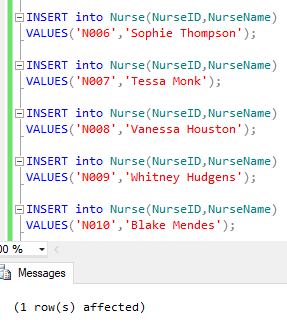 INSERT into Nurse(NurseID,NurseName)
VALUES('N006','Sophie Thompson');
INSERT into Nurse(NurseID,NurseName)
VALUES('N007','Tessa Monk');
INSERT into Nurse(NurseID,NurseName)
VALUES('N008','Vanessa Houston');
INSERT into Nurse(NurseID,NurseName)
VALUES('N009','Whitney Hudgens');
INSERT into Nurse(NurseID,NurseName)
VALUES('N010','Blake Mendes');
00 %
Messages
(1 row(s) affected)